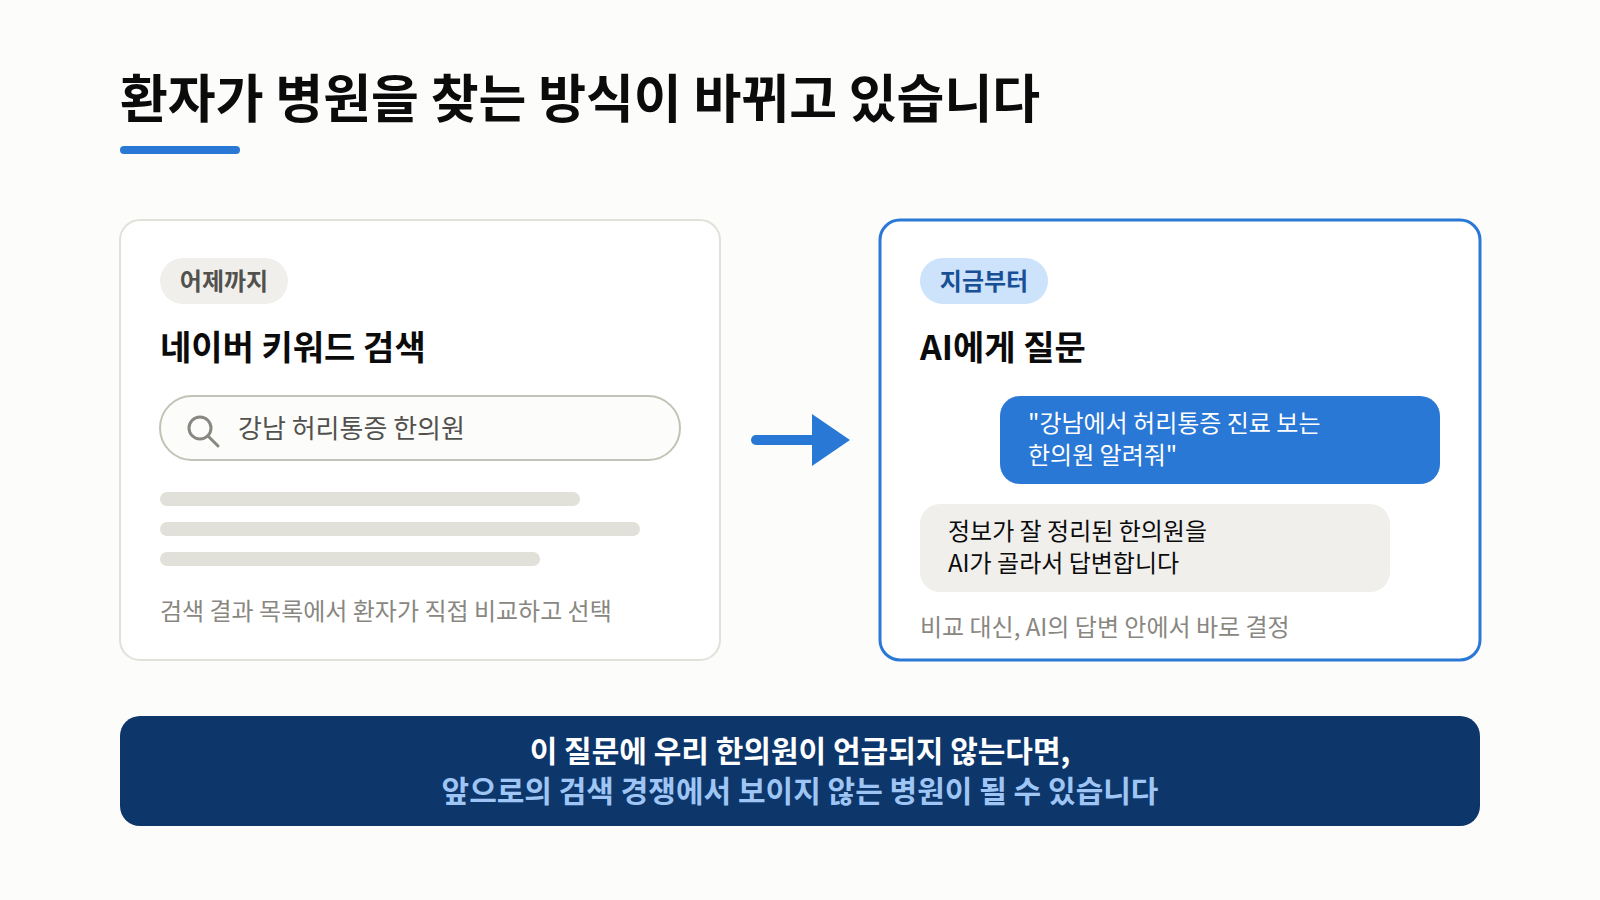 환자가 병원을 찾는 방식이 바뀌고 있습니다
어제까지
네이버 키워드 검색
강남 허리통증 한의원
검색 결과 목록에서 환자가 직접 비교하고 선택
지금부터
AI에게 질문
"강남에서 허리통증 진료 보는
한의원 알려줘"
정보가 잘 정리된 한의원을
AI가 골라서 답변합니다
비교 대신, AI의 답변 안에서 바로 결정
이 질문에 우리 한의원이 언급되지 않는다면,
앞으로의 검색 경쟁에서 보이지 않는 병원이 될 수 있습니다